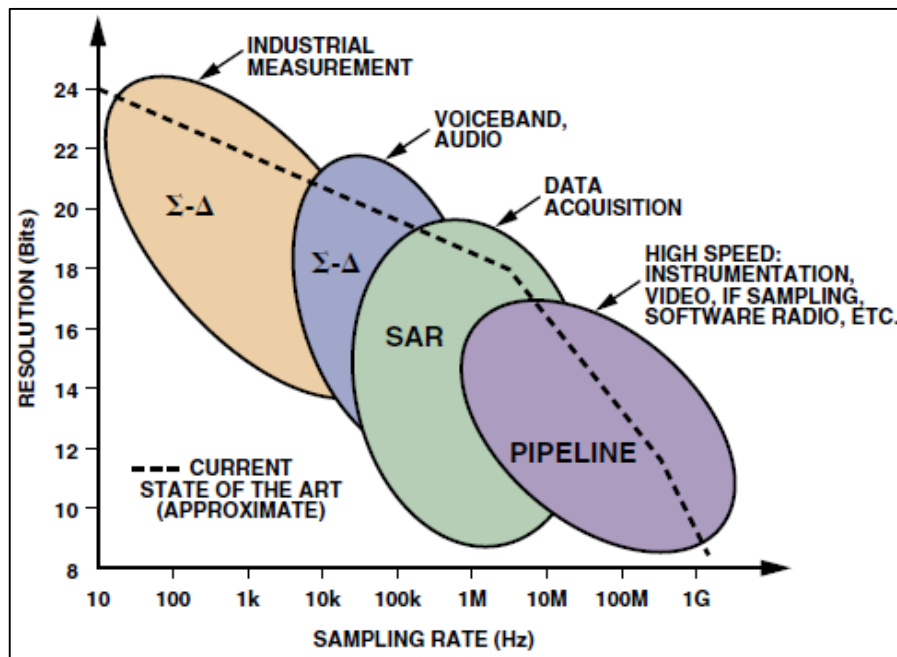 INDUSTRIAL
MEASUREMENT
VOICEBAND,
AUDIO
DATA
ACQUISITION
HIGH SPEED:
INSTRUMENTATION,
VIDEO, IF SAMPLING,
SOFTWARE RADIO, ETC.
Σ-Δ
Σ-Δ
SAR
PIPELINE
CURRENT
STATE OF THE ART
(APPROXIMATE)
RESOLUTION (Bits)
24
22
20
18
16
14
12
10
8
10 100 1k 10k 100k 1M 10M 100M 1G
SAMPLING RATE (Hz)